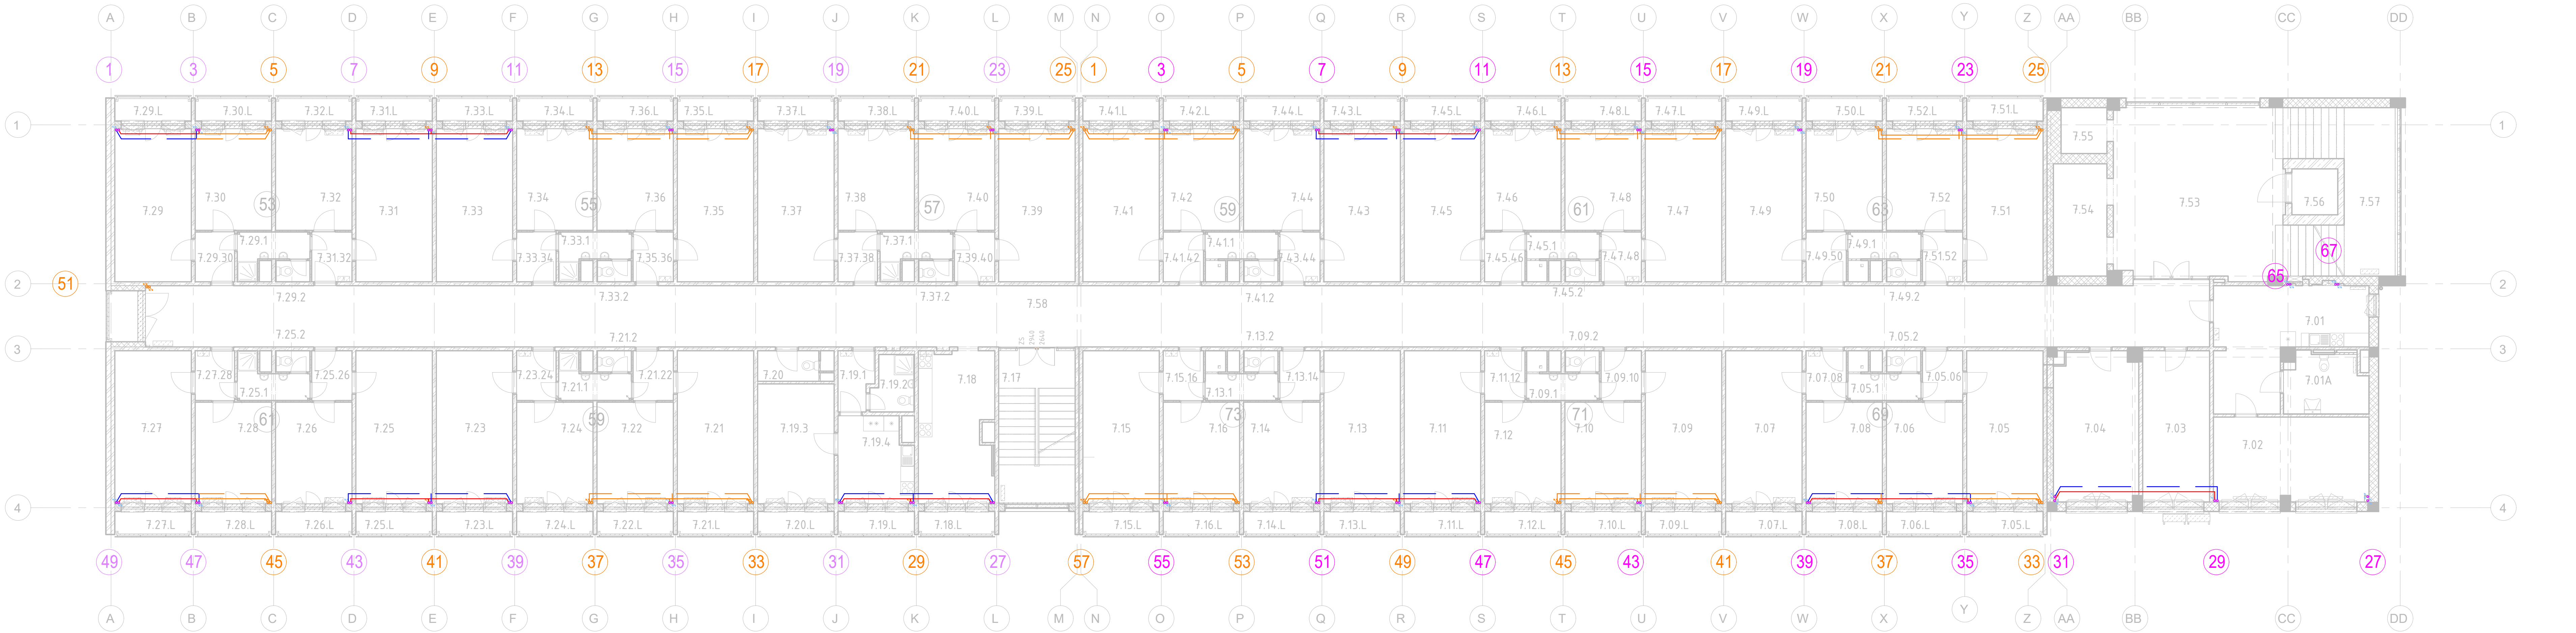 A B C D E F G H I J K L M N O P Q R S T U V W X Y Z AA BB CC DD
1 3 5 7 9 11 13 15 17 19 21 23 25 1 3 5 7 9 11 13 15 17 19 21 23 25
7.29.L 7.30.L 7.32.L 7.31.L 7.33.L 7.34.L 7.36.L 7.35.L 7.37.L 7.38.L 7.40.L 7.39.L 7.41.L 7.42.L 7.44.L 7.43.L 7.45.L 7.46.L 7.48.L 7.47.L 7.49.L 7.50.L 7.52.L 7.51.L
1 1
7.55
7.30 7.32 7.34 7.36 7.38 7.40 7.42 7.44 7.46 7.48 7.50 7.52
53 55 57 59 61 63
7.29 7.31 7.33 7.35 7.37 7.39 7.41 7.43 7.45 7.47 7.49 7.51 7.54 7.53 7.56 7.57
7.29.1 7.33.1 7.37.1 7.41.1 7.45.1 7.49.1
67
7.29.30 7.31.32 7.33.34 7.35.36 7.37.38 7.39.40 7.41.42 7.43.44 7.45.46 7.47.48 7.49.50 7.51.52
65
2 51 2
7.29.2 7.33.2 7.37.2 7.41.2 7.45.2 7.49.2
7.58
7.01
7.25.2 7.21.2 7.13.2 7.09.2 7.05.2
25
2940
2640
3 3
7.27.28 7.25.26 7.23.24 7.21.22 7.20 7.19.1 7.18 7.17 7.15.16 7.13.14 7.11.12 7.09.10 7.07.08 7.05.06
7.01A
7.25.1 7.21.1 7.19.2 7.13.1 7.09.1 7.05.1
61 59 73 71 69
7.27 7.28 7.26 7.25 7.23 7.24 7.22 7.21 7.19.3 7.15 7.16 7.14 7.13 7.11 7.12 7.10 7.09 7.07 7.08 7.06 7.05 7.04 7.03
7.19.4 7.02
4 4
7.27.L 7.28.L 7.26.L 7.25.L 7.23.L 7.24.L 7.22.L 7.21.L 7.20.L 7.19.L 7.18.L 7.15.L 7.16.L 7.14.L 7.13.L 7.11.L 7.12.L 7.10.L 7.09.L 7.07.L 7.08.L 7.06.L 7.05.L
49 47 45 43 41 39 37 35 33 31 29 27 57 55 53 51 49 47 45 43 41 39 37 35 33 31 29 27
A B C D E F G H I J K L M N O P Q R S T U V W X Y Z AA BB CC DD